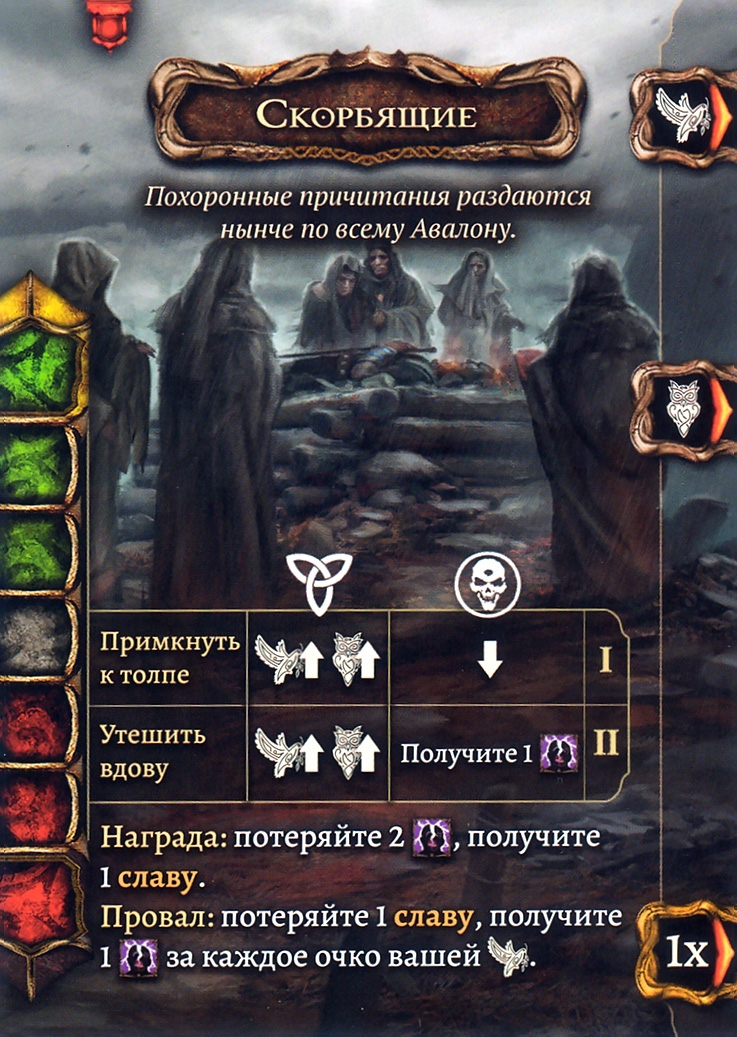 Скорбящие
Похоронные причитания раздаются
нынче по всему Авалону.
Примкнуть
к толпе
I
Утешить
вдову
Получите 1
II
Награда: потеряйте 2 , получите
1 славу.
Провал: потеряйте 1 славу, получите
1 за каждое очко вашей .
1x